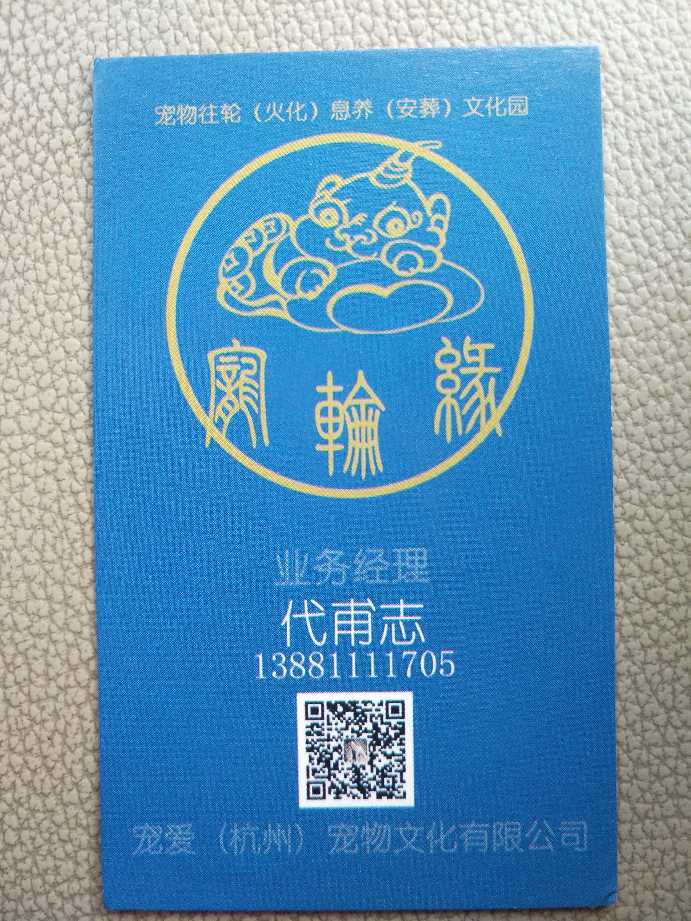 宠物往轮（火化）息养（安葬）文化园
寵輪緣
业务经理
代甫志
13881111705
宠爱（杭州）宠物文化有限公司